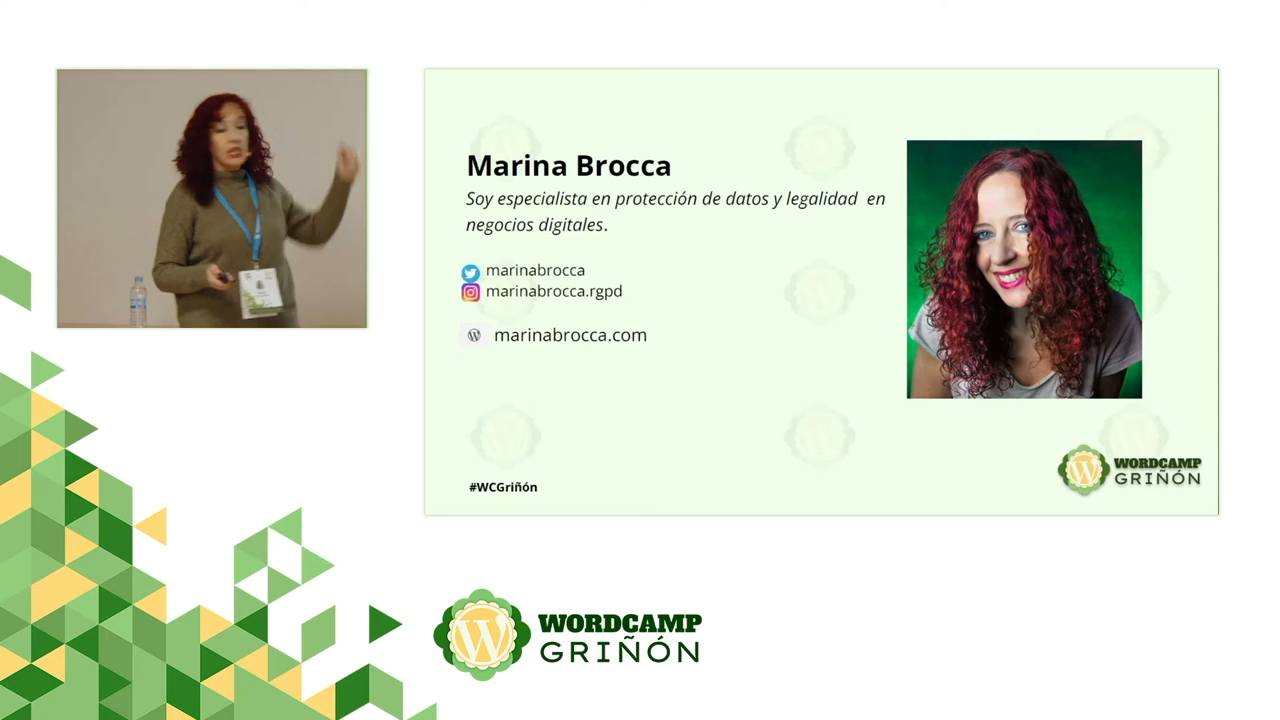 Marina Brocca
Soy especialista en protección de datos y legalidad en
negocios digitales.
marinabrocca
marinabrocca.rgpd
marinabrocca.com
#WCGriñón
WORDCAMP
GRIÑÓN
WORDCAMP
GRIÑÓN